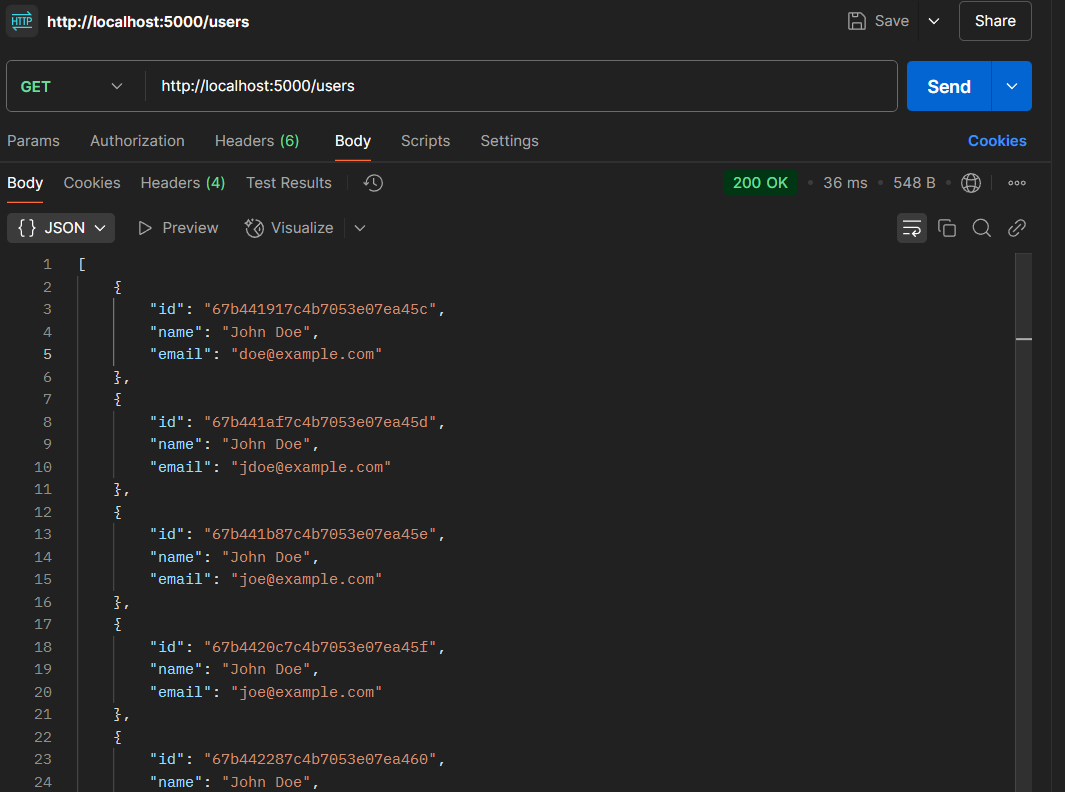 HTTP http://localhost:5000/users Save Share
GET http://localhost:5000/users Send
Params Authorization Headers (6) Body Scripts Settings Cookies
Body Cookies Headers (4) Test Results 200 OK • 36 ms • 548 B •
{} JSON Preview Visualize
1 [
2 {
3 "id": "67b441917c4b7053e07ea45c",
4 "name": "John Doe",
5 "email": "doe@example.com"
6 },
7 {
8 "id": "67b441af7c4b7053e07ea45d",
9 "name": "John Doe",
10 "email": "jdoe@example.com"
11 },
12 {
13 "id": "67b441b87c4b7053e07ea45e",
14 "name": "John Doe",
15 "email": "joe@example.com"
16 },
17 {
18 "id": "67b4420c7c4b7053e07ea45f",
19 "name": "John Doe",
20 "email": "joe@example.com"
21 },
22 {
23 "id": "67b442287c4b7053e07ea460",
24 "name": "John Doe",